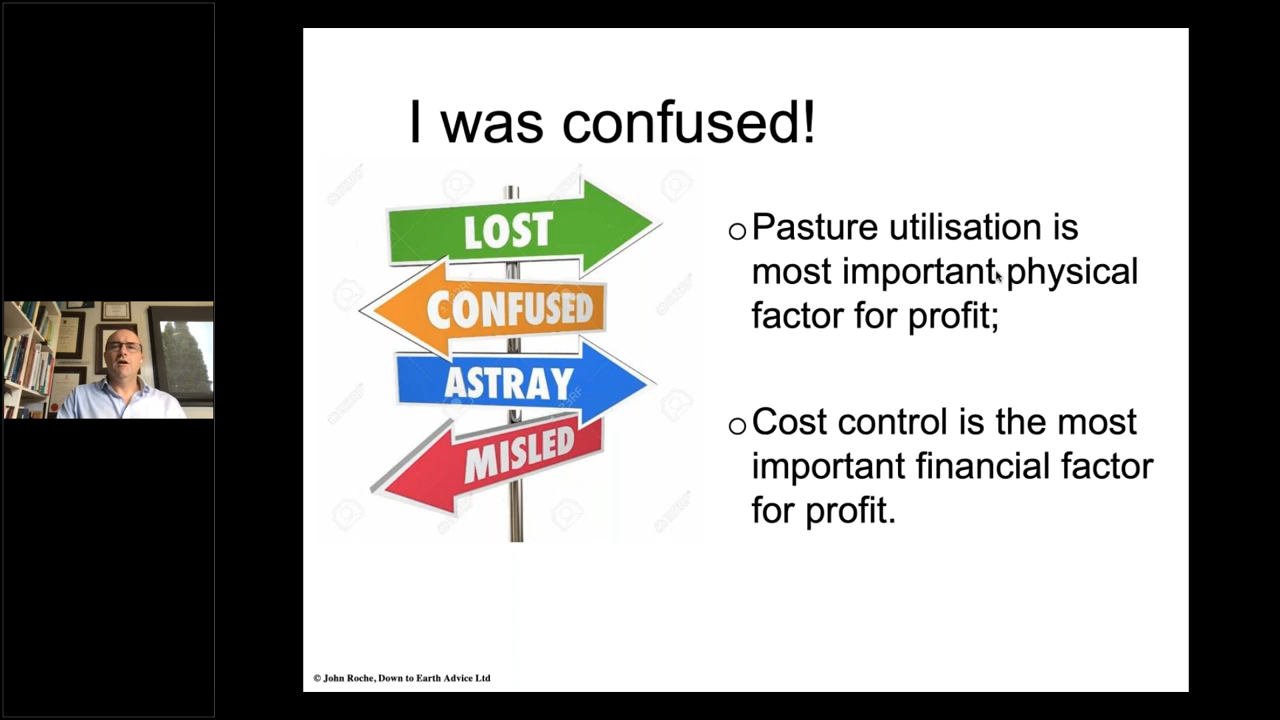 I was confused!
LOST
CONFUSED
ASTRAY
MISLED
○Pasture utilisation is
most important physical
factor for profit;
○Cost control is the most
important financial factor
for profit.
© John Roche, Down to Earth Advice Ltd